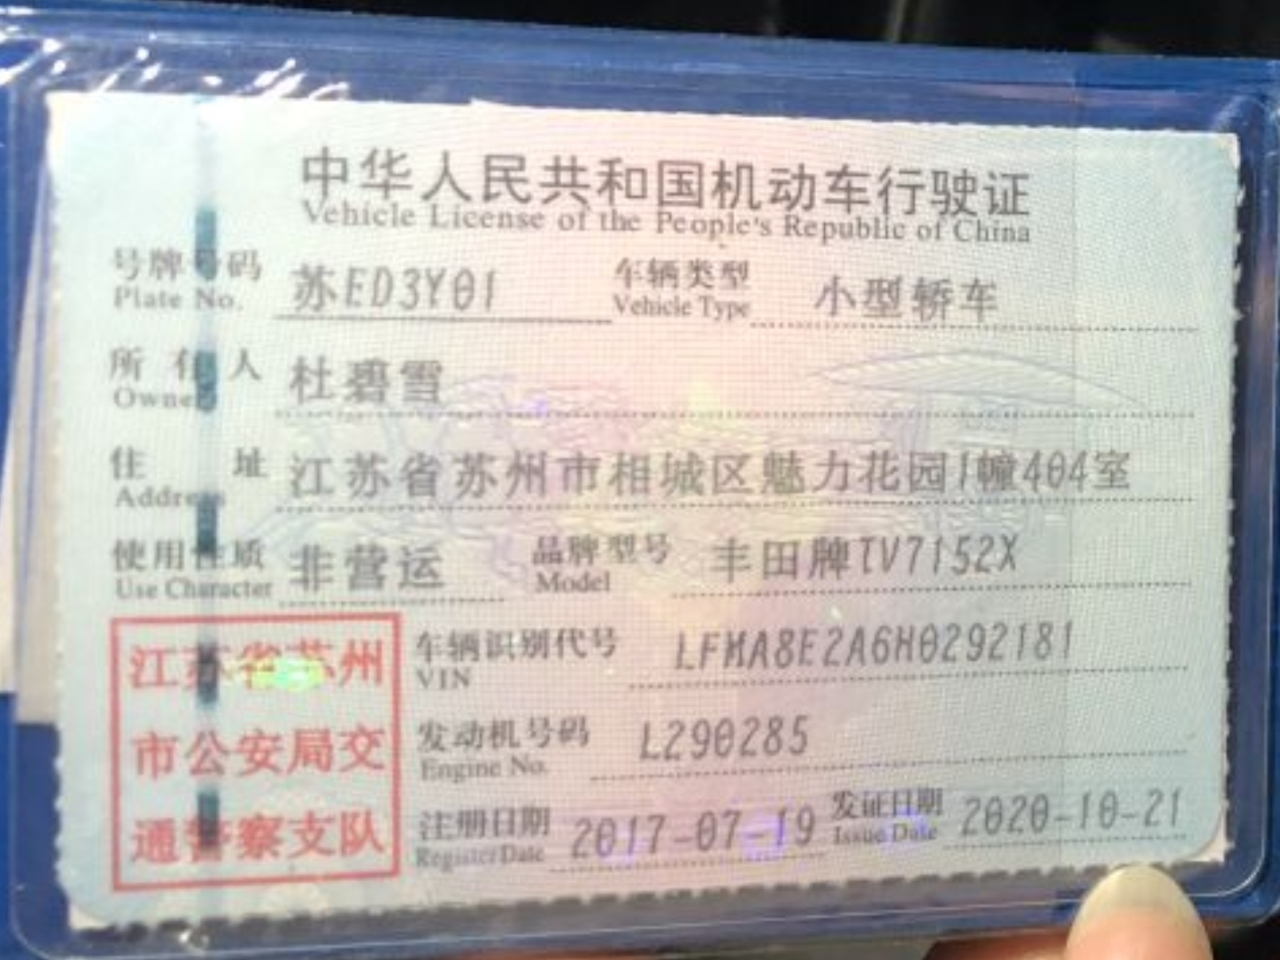 中华人民共和国机动车行驶证
Vehicle License of the People's Republic of China
号牌号码 苏ED3Y01 车辆类型 小型轿车
Plate No. Vehicle Type
所有人 杜碧雪
Owner
住址 江苏省苏州市相城区魅力花园1幢404室
Address
使用性质 非营运 品牌型号 丰田牌TV7152X
Use Character Model
江苏省苏州
市公安局交
通警察支队
车辆识别代号 LFMA8E2A6H0292181
VIN
发动机号码 L290285
Engine No.
注册日期 2017-07-19 发证日期 2020-10-21
Register Date Issue Date